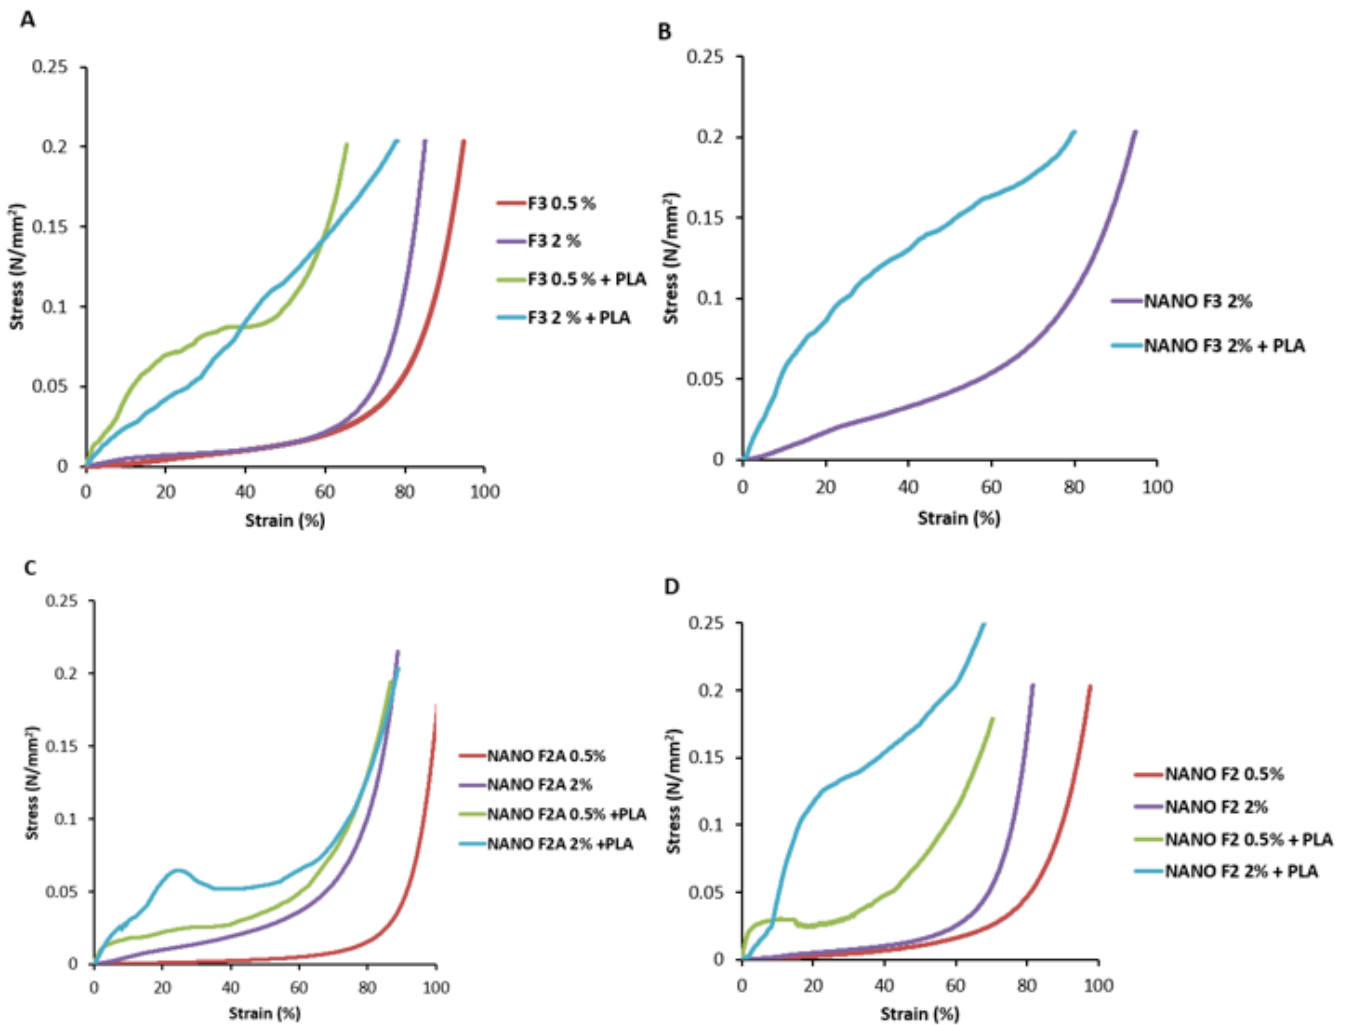 A
0.25
0.2
0.15
0.1
0.05
0
0 20 40 60 80 100
Stress (N/mm²)
Strain (%)
F3 0.5 %
F3 2 %
F3 0.5 % + PLA
F3 2 % + PLA
B
0.25
0.2
0.15
0.1
0.05
0
0 20 40 60 80 100
Stress (N/mm²)
Strain (%)
NANO F3 2%
NANO F3 2% + PLA
C
0.25
0.2
0.15
0.1
0.05
0
0 20 40 60 80 100
Stress (N/mm²)
Strain (%)
NANO F2A 0.5%
NANO F2A 2%
NANO F2A 0.5% +PLA
NANO F2A 2% +PLA
D
0.25
0.2
0.15
0.1
0.05
0
0 20 40 60 80 100
Stress (N/mm²)
Strain (%)
NANO F2 0.5%
NANO F2 2%
NANO F2 0.5% + PLA
NANO F2 2% + PLA